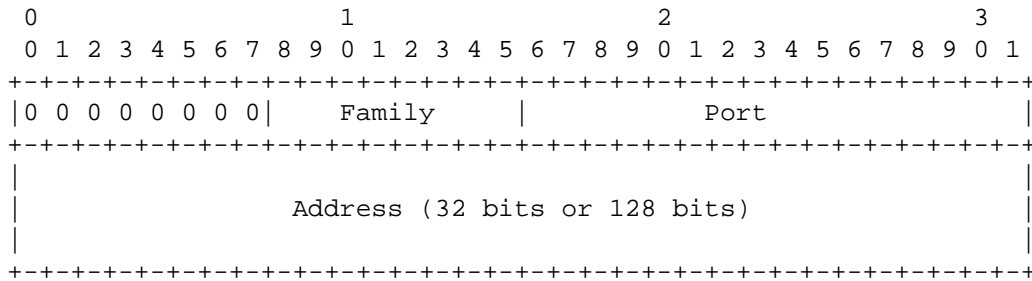 0                   1                   2                   3
 0 1 2 3 4 5 6 7 8 9 0 1 2 3 4 5 6 7 8 9 0 1 2 3 4 5 6 7 8 9 0 1
+-+-+-+-+-+-+-+-+-+-+-+-+-+-+-+-+-+-+-+-+-+-+-+-+-+-+-+-+-+-+-+-+
|0 0 0 0 0 0 0 0|    Family     |           Port                |
+-+-+-+-+-+-+-+-+-+-+-+-+-+-+-+-+-+-+-+-+-+-+-+-+-+-+-+-+-+-+-+-+
|                                                               |
|                 Address (32 bits or 128 bits)                 |
|                                                               |
+-+-+-+-+-+-+-+-+-+-+-+-+-+-+-+-+-+-+-+-+-+-+-+-+-+-+-+-+-+-+-+-+